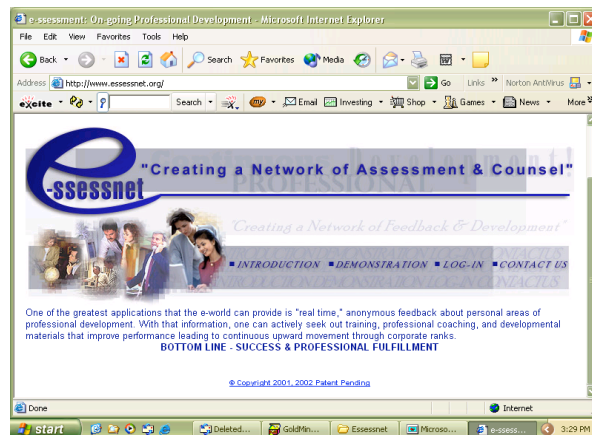 e-ssessment: On-going Professional Development - Microsoft Internet Explorer
File Edit View Favorites Tools Help
Back Search Favorites Media
Address http://www.essessnet.org/ Go Links » Norton AntiVirus
excite Search Email Investing Shop Games News More
e-ssessnet
"Creating a Network of Assessment & Counsel"
PROFESSIONAL
"Creating a Network of Feedback & Development"
INTRODUCTION DEMONSTRATION LOG-IN CONTACT US
One of the greatest applications that the e-world can provide is "real time," anonymous feedback about personal areas of
professional development. With that information, one can actively seek out training, professional coaching, and developmental
materials that improve performance leading to continuous upward movement through corporate ranks.
BOTTOM LINE - SUCCESS & PROFESSIONAL FULFILLMENT
© Copyright 2001, 2002 Patent Pending
Done Internet
start Deleted... GoldMin... Essessnet Microso... e-ssess... 3:29 PM